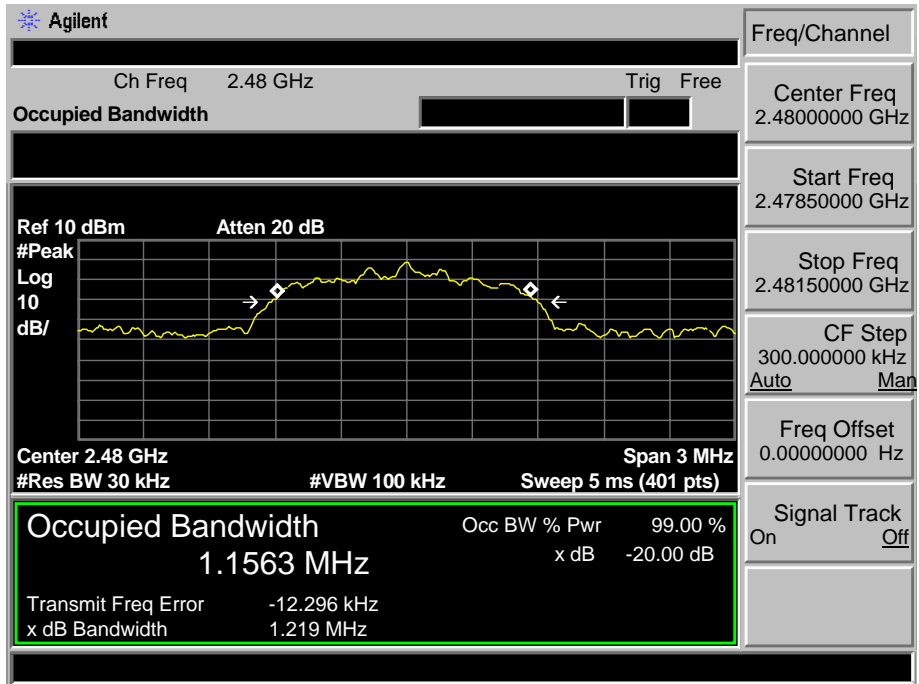 Agilent
Freq/Channel
Ch Freq 2.48 GHz Trig Free
Occupied Bandwidth
Center Freq
2.48000000 GHz
Start Freq
2.47850000 GHz
Stop Freq
2.48150000 GHz
CF Step
300.000000 kHz
Auto Man
Freq Offset
0.00000000 Hz
Signal Track
On Off
Ref 10 dBm Atten 20 dB
#Peak
Log
10
dB/
Center 2.48 GHz Span 3 MHz
#Res BW 30 kHz #VBW 100 kHz Sweep 5 ms (401 pts)
Occupied Bandwidth Occ BW % Pwr 99.00 %
1.1563 MHz x dB -20.00 dB
Transmit Freq Error -12.296 kHz
x dB Bandwidth 1.219 MHz